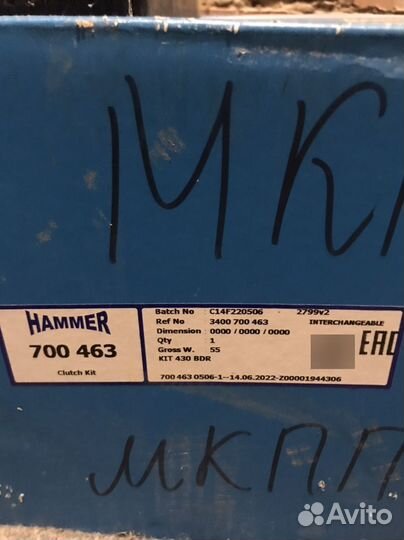 МКП
HAMMER
700 463
Clutch Kit
Batch No : C14F220506 - 2799v2
Ref No : 3400 700 463 INTERCHANGEABLE
Dimension : 0000 / 0000 / 0000
Qty : 1
Gross W. : 55
KIT 430 BDR
EAC
700 463 0506-1--14.06.2022-Z00001944306
МКПП
Avito